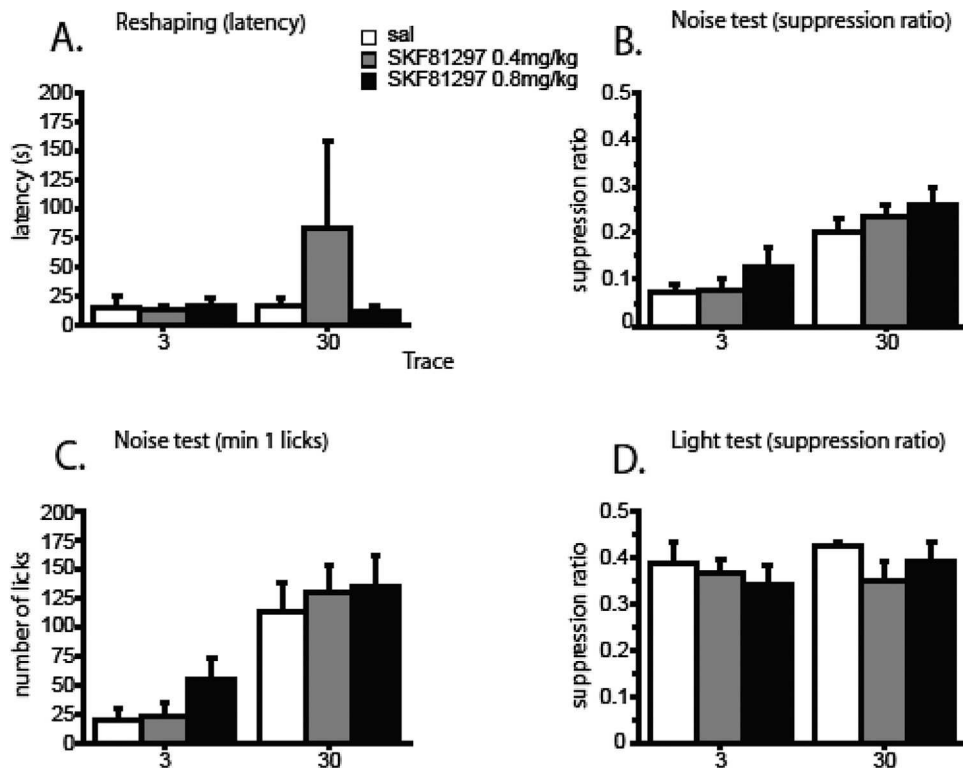 A. Reshaping (latency)
sal
SKF81297 0.4mg/kg
SKF81297 0.8mg/kg
200
175
150
125
100
75
50
25
0
latency (s)
3 30
Trace
B. Noise test (suppression ratio)
0.5
0.4
0.3
0.2
0.1
0
suppression ratio
3 30
C. Noise test (min 1 licks)
200
175
150
125
100
75
50
25
0
number of licks
3 30
D. Light test (suppression ratio)
0.5
0.4
0.3
0.2
0.1
0
suppression ratio
3 30